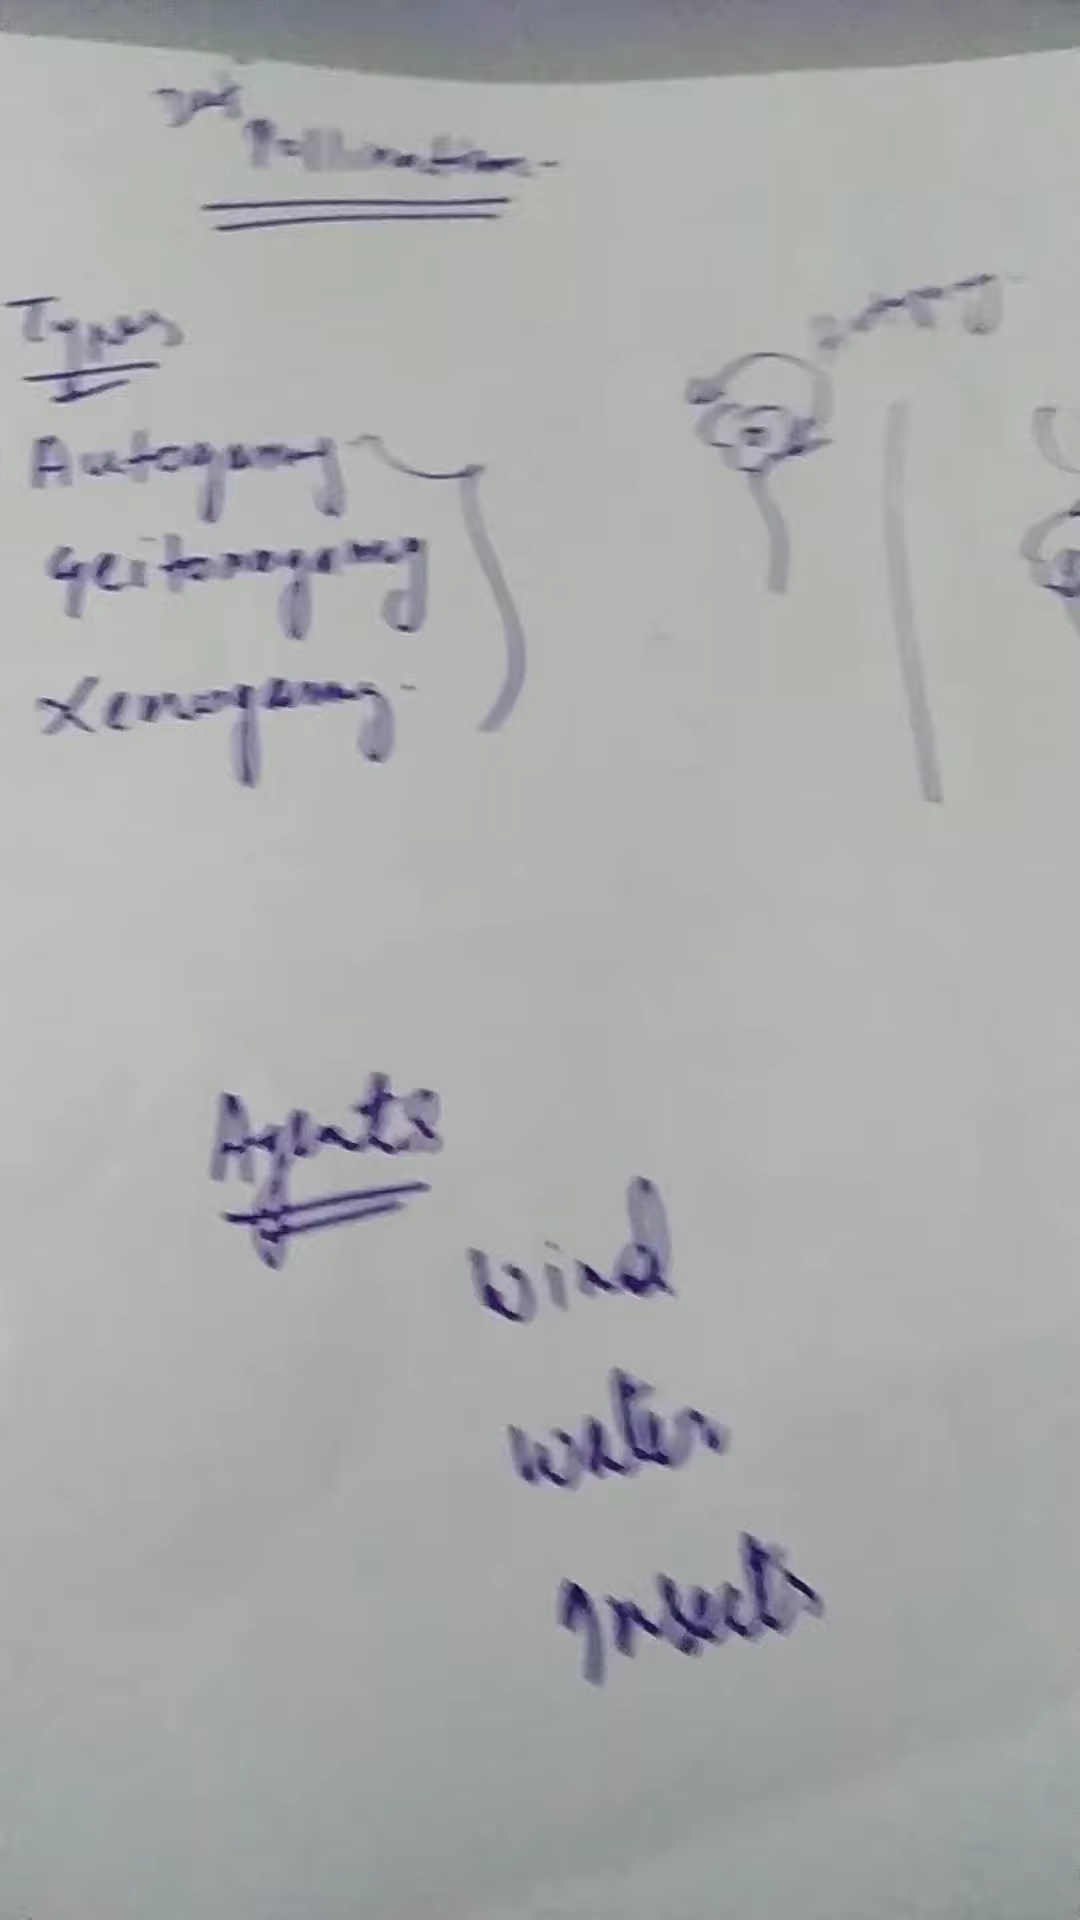 Pollination
Types
Autogamy
Geitonogamy
Xenogamy
Agents
Wind
Water
Insects